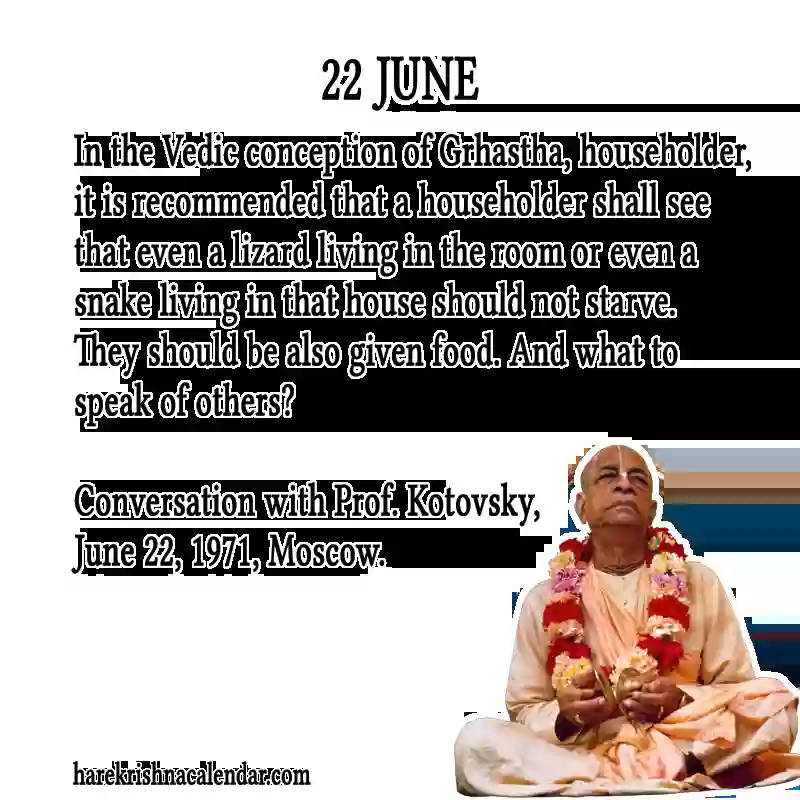 22 JUNE
In the Vedic conception of Grhastha, householder,
it is recommended that a householder shall see
that even a lizard living in the room or even a
snake living in that house should not starve.
They should be also given food. And what to
speak of others?
Conversation with Prof. Kotovsky,
June 22, 1971, Moscow.
harekrishnacalendar.com